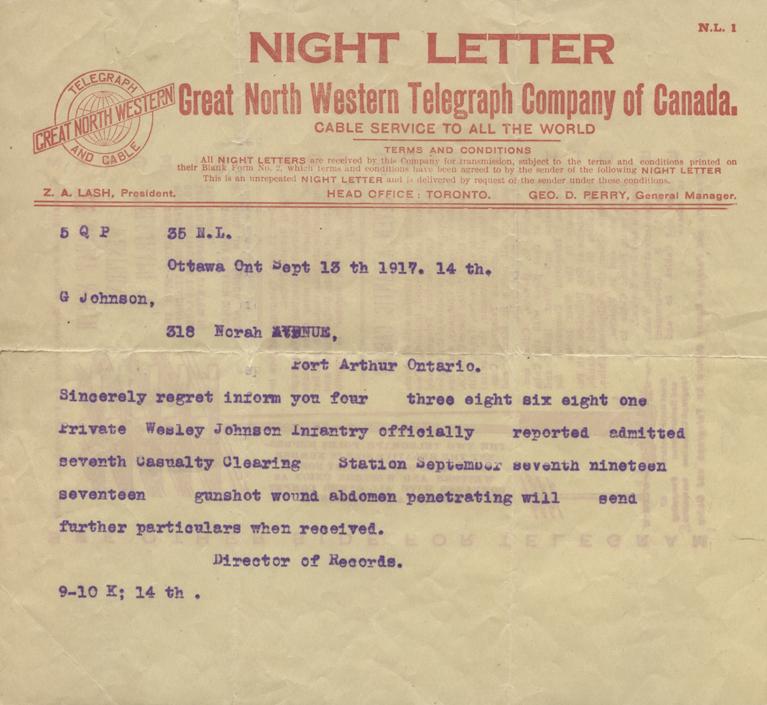 N.L. 1
NIGHT LETTER
TELEGRAPH
GREAT NORTH WESTERN
AND CABLE
Great North Western Telegraph Company of Canada.
CABLE SERVICE TO ALL THE WORLD
TERMS AND CONDITIONS
All NIGHT LETTERS are received by this Company for transmission, subject to the terms and conditions printed on
their Blank Form No. 2, which terms and conditions have been agreed to by the sender of the following NIGHT LETTER
This is an unrepeated NIGHT LETTER and is delivered by request of the sender under these conditions.
Z. A. LASH, President. HEAD OFFICE: TORONTO. GEO. D. PERRY, General Manager.
5 Q P 35 N.L.
Ottawa Ont Sept 13 th 1917. 14 th.
G Johnson,
318 Norah AVENUE,
Port Arthur Ontario.
Sincerely regret inform you four three eight six eight one
Private Wesley Johnson Infantry officially reported admitted
seventh Casualty Clearing Station September seventh nineteen
seventeen gunshot wound abdomen penetrating will send
further particulars when received.
Director of Records.
9-10 K; 14 th .